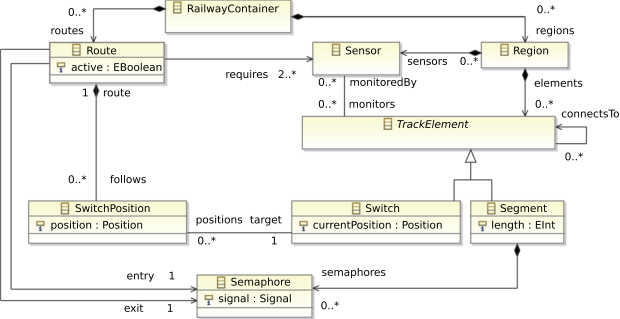 0..* RailwayContainer 0..*
routes regions
Route Sensor Region
active : EBoolean sensors 0..*
requires 2..* 0..* monitoredBy elements
1 route 0..* monitors 0..*
connectsTo
TrackElement
0..*
0..* follows
SwitchPosition Switch Segment
position : Position positions target currentPosition : Position length : EInt
0..* 1
entry 1 semaphores
Semaphore
signal : Signal 0..*
exit 1